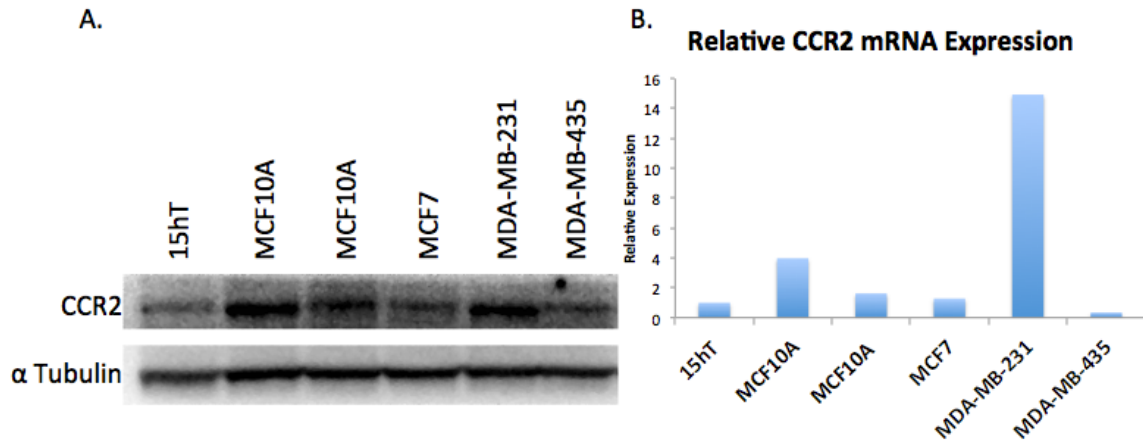 A.
15hT
MCF10A
MCF10A
MCF7
MDA-MB-231
MDA-MB-435
CCR2
α Tubulin
B.
Relative CCR2 mRNA Expression
Relative Expression
16
14
12
10
8
6
4
2
0
15hT
MCF10A
MCF10A
MCF7
MDA-MB-231
MDA-MB-435